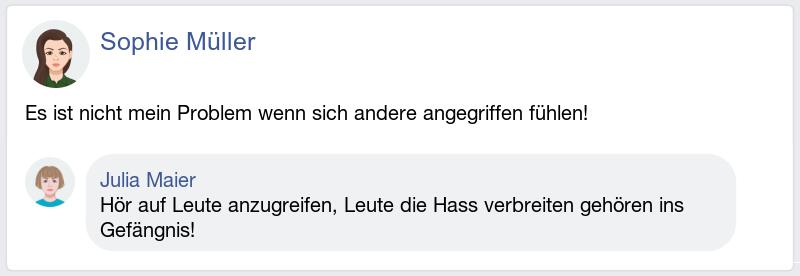 Sophie Müller
Es ist nicht mein Problem wenn sich andere angegriffen fühlen!
Julia Maier
Hör auf Leute anzugreifen, Leute die Hass verbreiten gehören ins
Gefängnis!